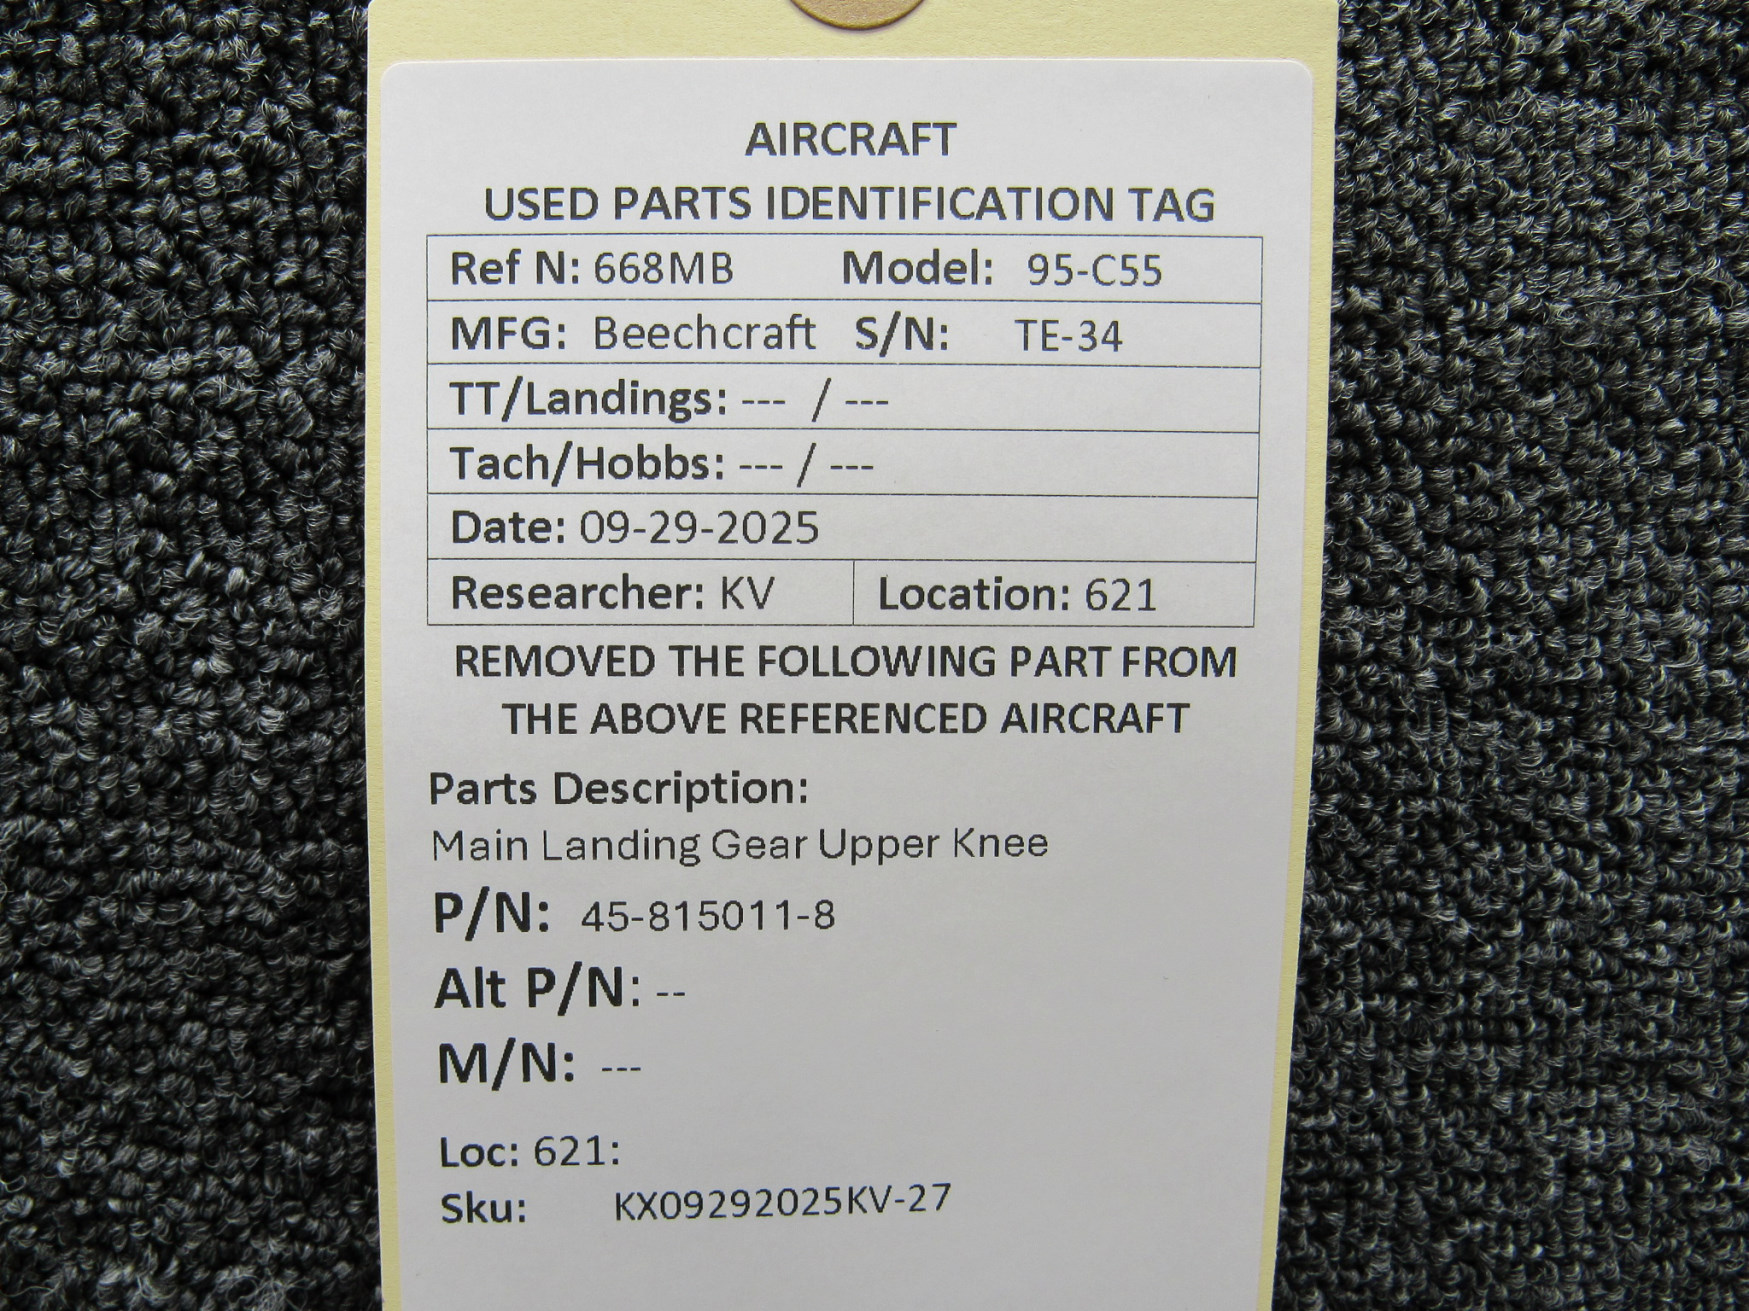 AIRCRAFT
USED PARTS IDENTIFICATION TAG
Ref N: 668MB Model: 95-C55
MFG: Beechcraft S/N: TE-34
TT/Landings: --- / ---
Tach/Hobbs: --- / ---
Date: 09-29-2025
Researcher: KV Location: 621
REMOVED THE FOLLOWING PART FROM
THE ABOVE REFERENCED AIRCRAFT
Parts Description:
Main Landing Gear Upper Knee
P/N: 45-815011-8
Alt P/N: --
M/N: ---
Loc: 621:
Sku: KX09292025KV-27